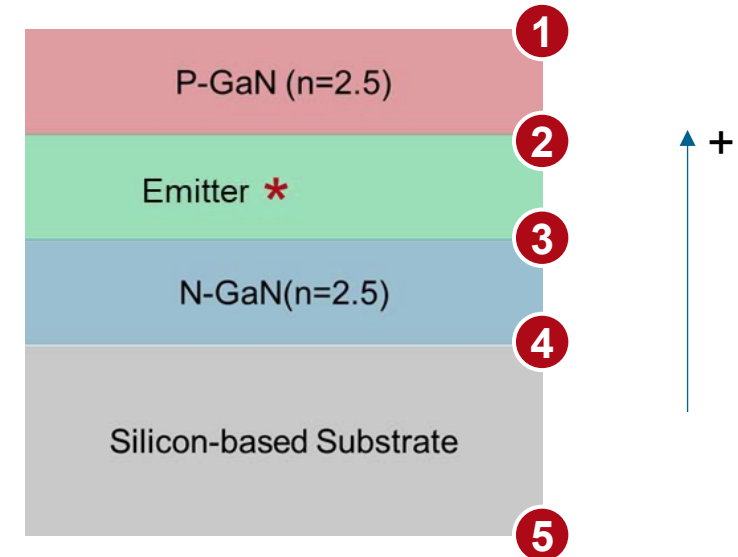 1
P-GaN (n=2.5)
2
+
Emitter *
3
N-GaN(n=2.5)
4
Silicon-based Substrate
5